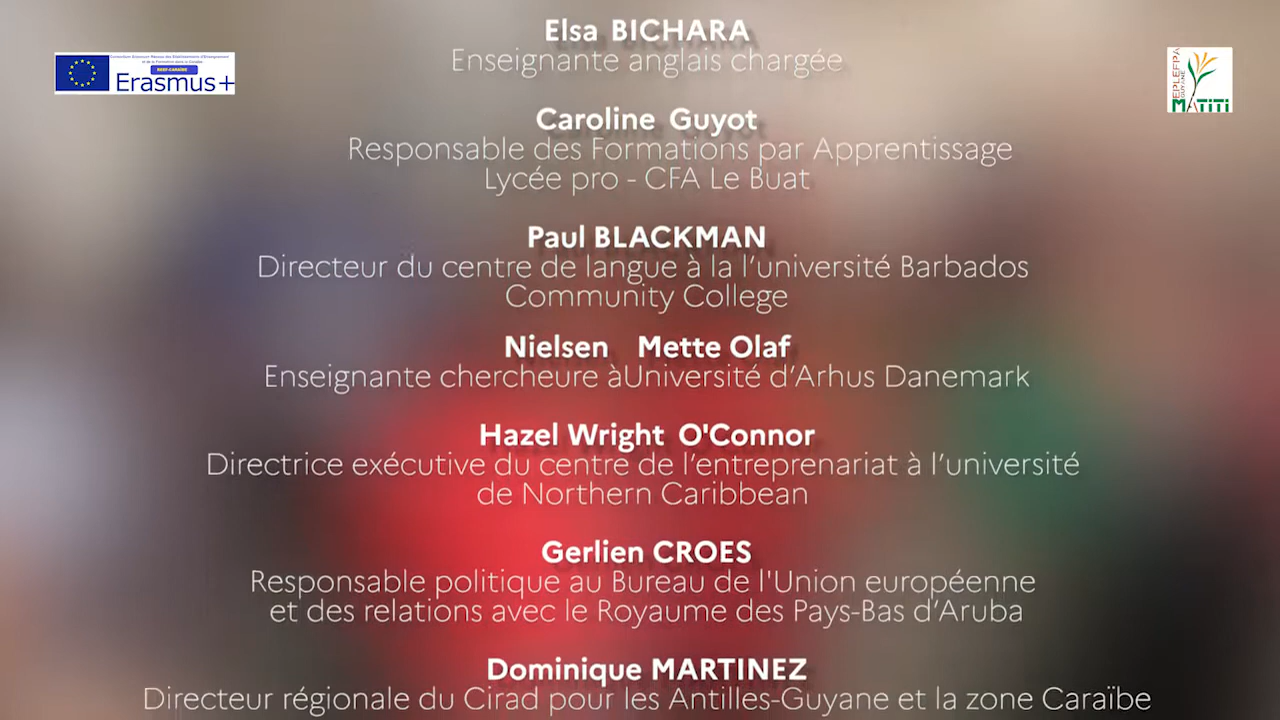 Elsa BICHARA
Enseignante anglais chargée
Erasmus+
EPLEFPA
GUYANE
MATITI
Caroline Guyot
Responsable des Formations par Apprentissage
Lycée pro - CFA Le Buat
Paul BLACKMAN
Directeur du centre de langue à la l’université Barbados
Community College
Nielsen Mette Olaf
Enseignante chercheure àUniversité d’Arhus Danemark
Hazel Wright O'Connor
Directrice exécutive du centre de l’entreprenariat à l’université
de Northern Caribbean
Gerlien CROES
Responsable politique au Bureau de l'Union européenne
et des relations avec le Royaume des Pays-Bas d’Aruba
Dominique MARTINEZ
Directeur régionale du Cirad pour les Antilles-Guyane et la zone Caraïbe